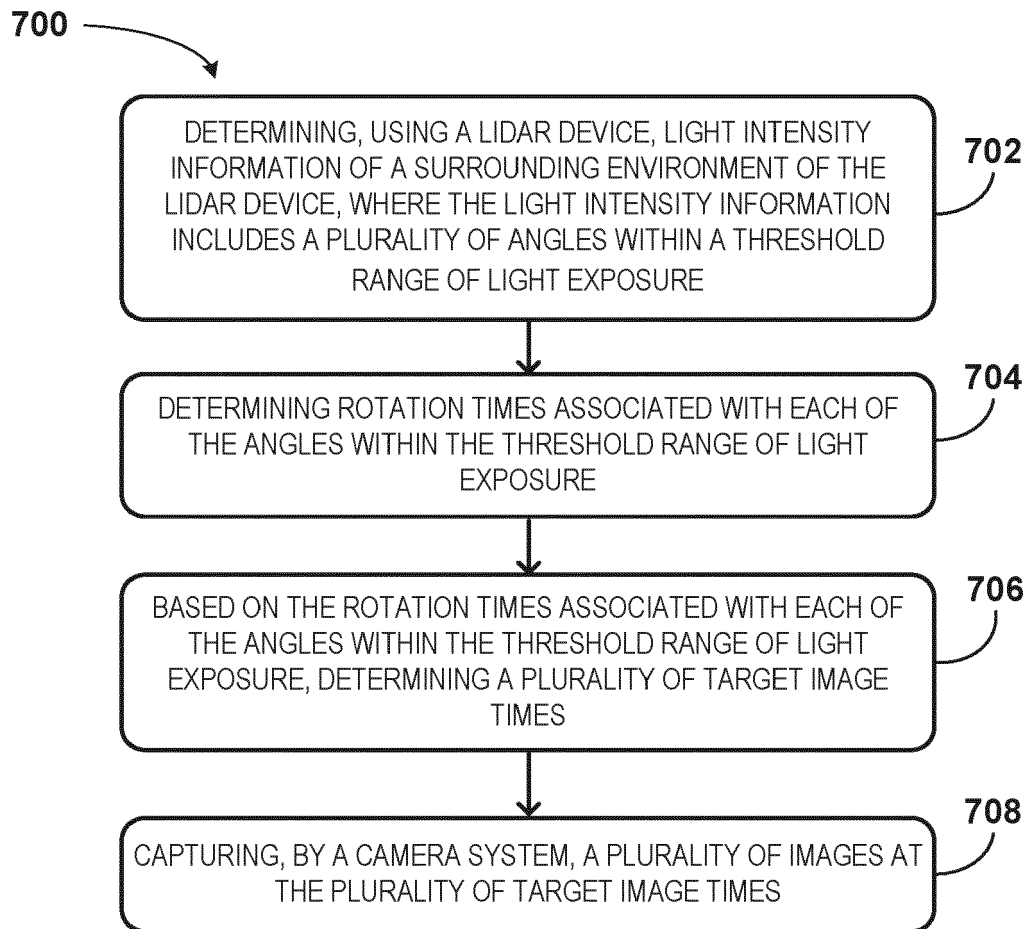 700
DETERMINING, USING A LIDAR DEVICE, LIGHT INTENSITY
INFORMATION OF A SURROUNDING ENVIRONMENT OF THE
LIDAR DEVICE, WHERE THE LIGHT INTENSITY INFORMATION
INCLUDES A PLURALITY OF ANGLES WITHIN A THRESHOLD
RANGE OF LIGHT EXPOSURE
702
DETERMINING ROTATION TIMES ASSOCIATED WITH EACH OF
THE ANGLES WITHIN THE THRESHOLD RANGE OF LIGHT
EXPOSURE
704
BASED ON THE ROTATION TIMES ASSOCIATED WITH EACH OF
THE ANGLES WITHIN THE THRESHOLD RANGE OF LIGHT
EXPOSURE, DETERMINING A PLURALITY OF TARGET IMAGE
TIMES
706
CAPTURING, BY A CAMERA SYSTEM, A PLURALITY OF IMAGES AT
THE PLURALITY OF TARGET IMAGE TIMES
708